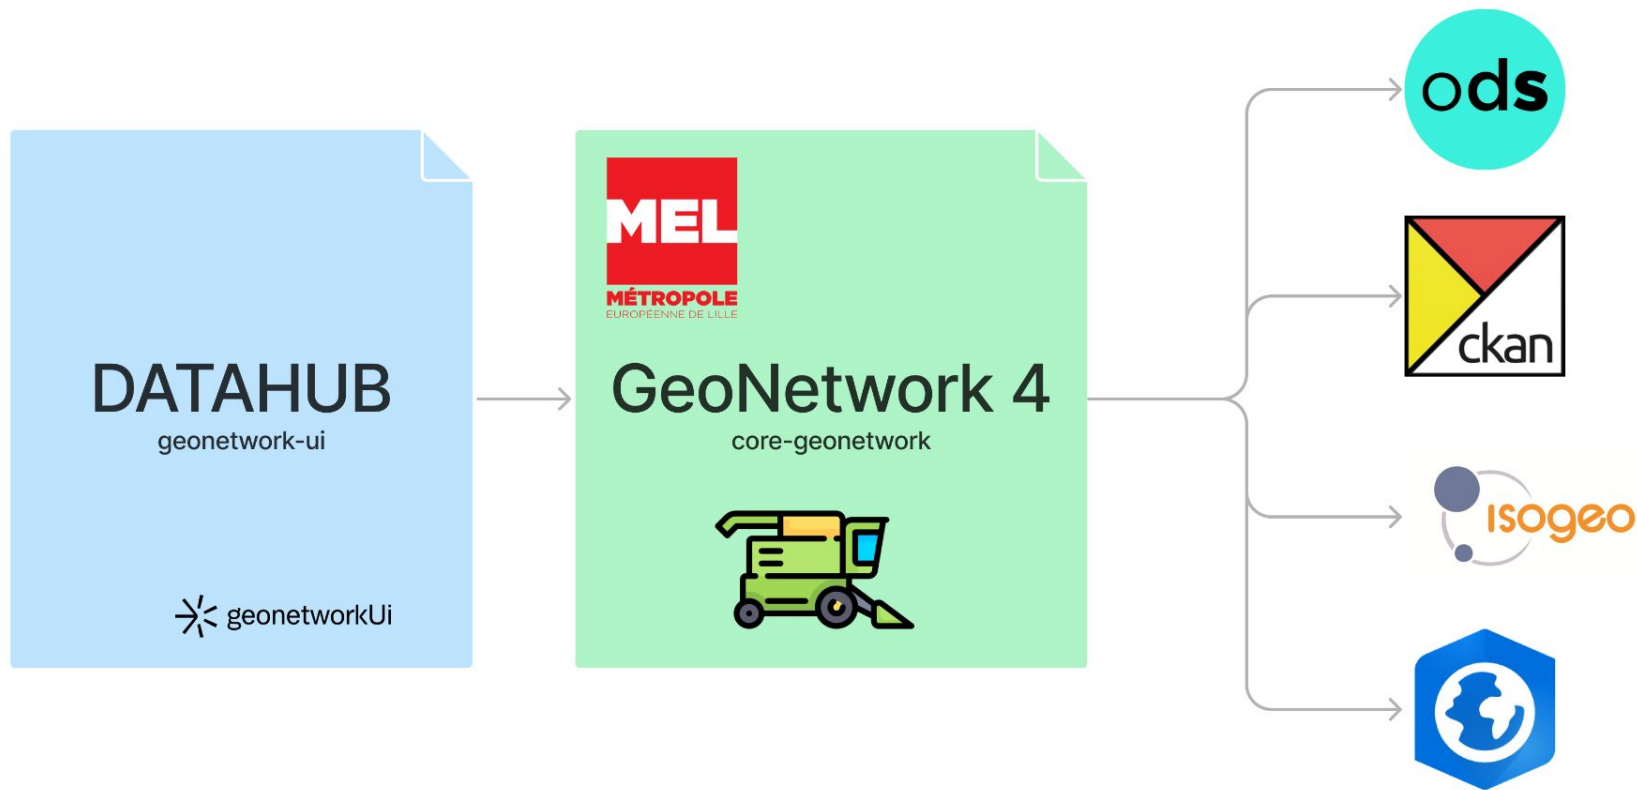 DATAHUB
geonetwork-ui
geonetworkUi
MEL
MÉTROPOLE
EUROPÉENNE DE LILLE
GeoNetwork 4
core-geonetwork
ods
ckan
isogeo